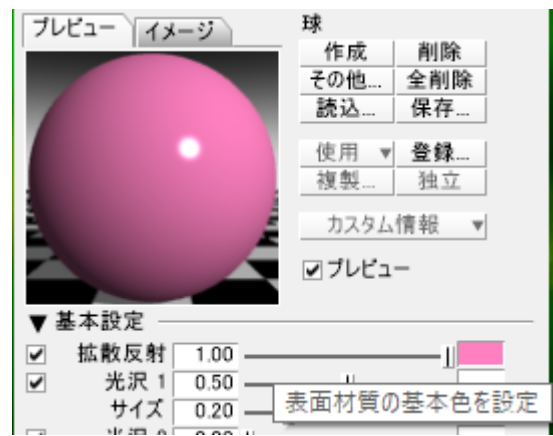 プレビュー イメージ
球
作成 削除
その他... 全削除
読込... 保存...
使用 ▼ 登録...
複製... 独立
カスタム情報 ▼
プレビュー
▼ 基本設定
拡散反射 1.00
光沢 1 0.50
サイズ 0.20
表面材質の基本色を設定